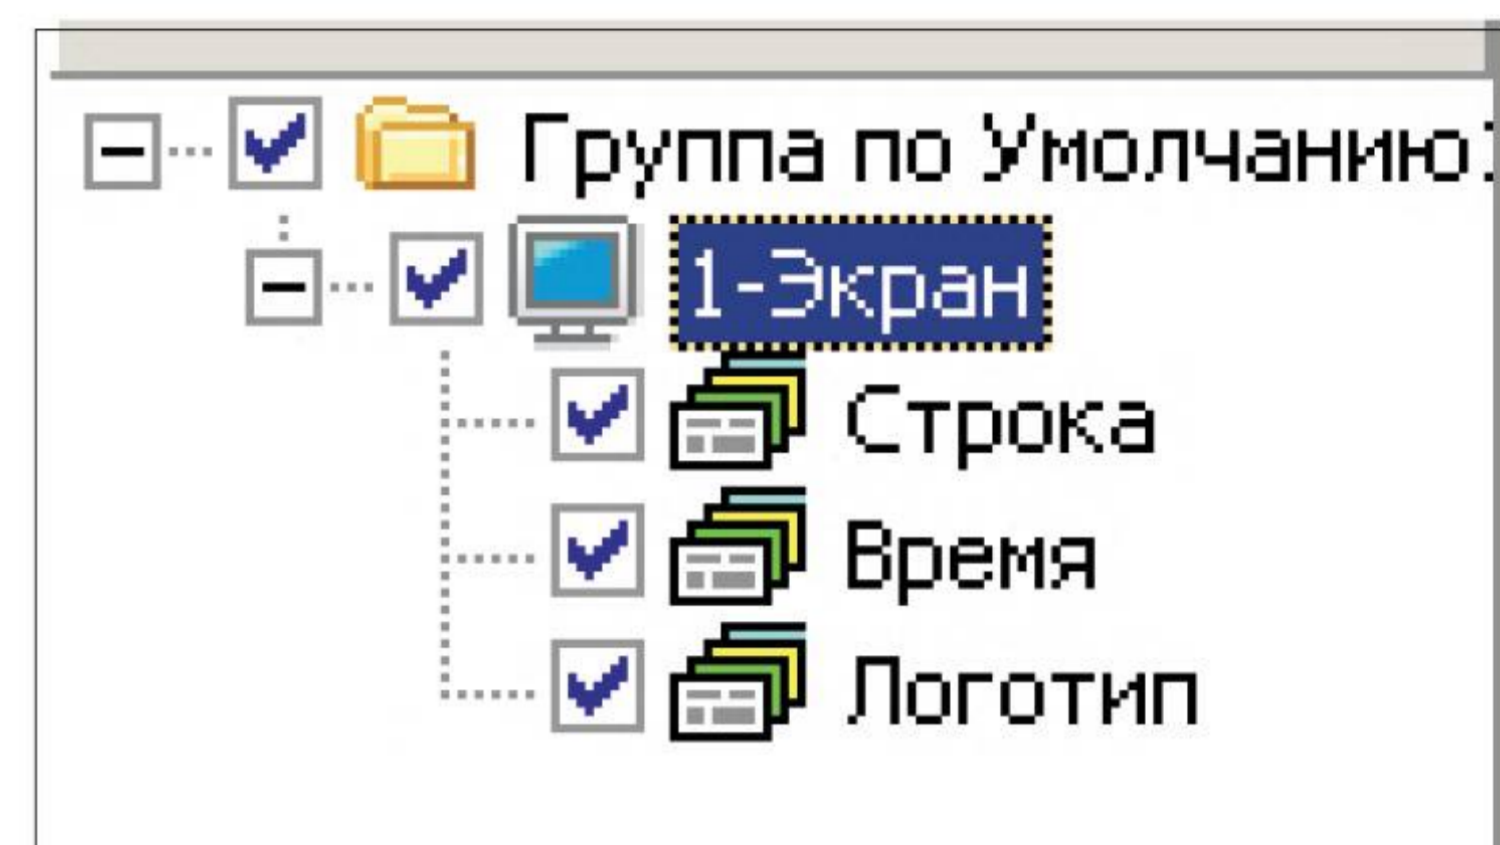 Группа по Умолчанию
1-Экран
Строка
Время
Логотип